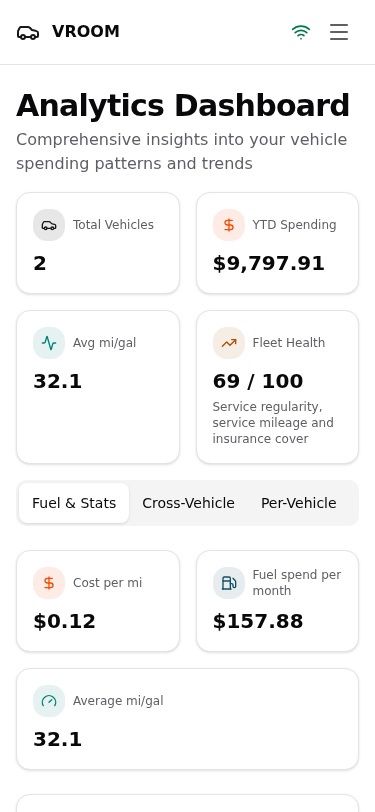 VROOM
Analytics Dashboard
Comprehensive insights into your vehicle
spending patterns and trends
Total Vehicles
2
YTD Spending
$9,797.91
Avg mi/gal
32.1
Fleet Health
69 / 100
Service regularity,
service mileage and
insurance cover
Fuel & Stats
Cross-Vehicle
Per-Vehicle
Cost per mi
$0.12
Fuel spend per
month
$157.88
Average mi/gal
32.1